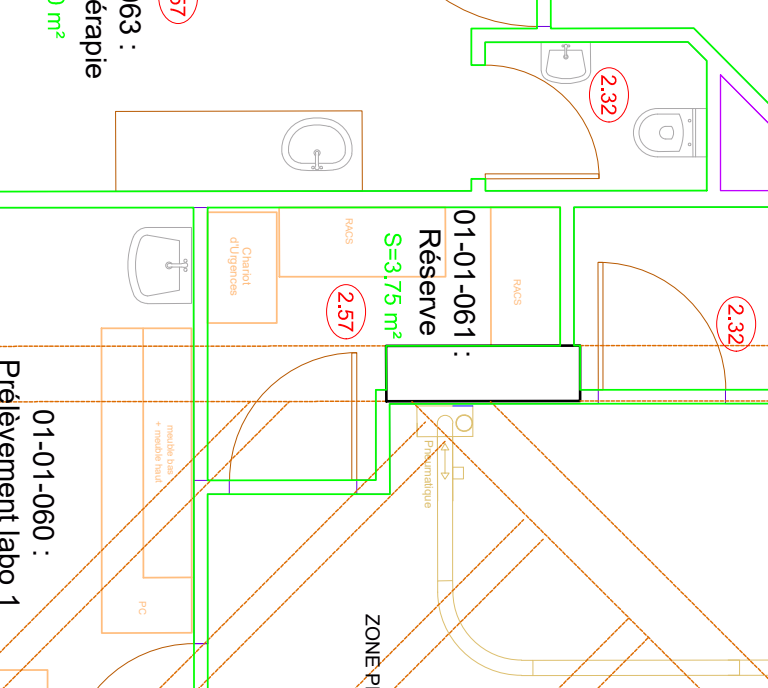 063 :
érapie
0 m²
57
2.32
01-01-061 :
Réserve
S=3.75 m²
RACS
RACS
Chariot
d'Urgences
2.57
2.32
01-01-060 :
Prélèvement labo 1
meuble bas
+ meuble haut
PC
Pneumatique
ZONE